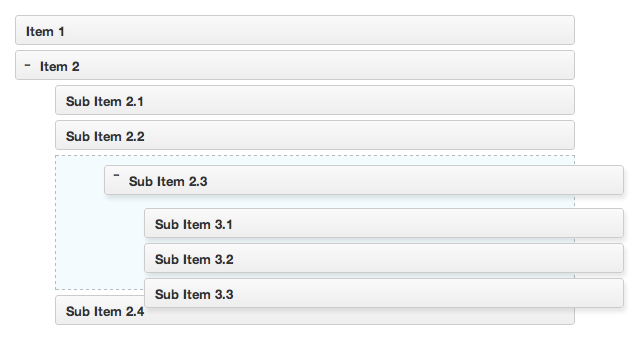 Item 1
- Item 2
Sub Item 2.1
Sub Item 2.2
- Sub Item 2.3
Sub Item 3.1
Sub Item 3.2
Sub Item 3.3
Sub Item 2.4